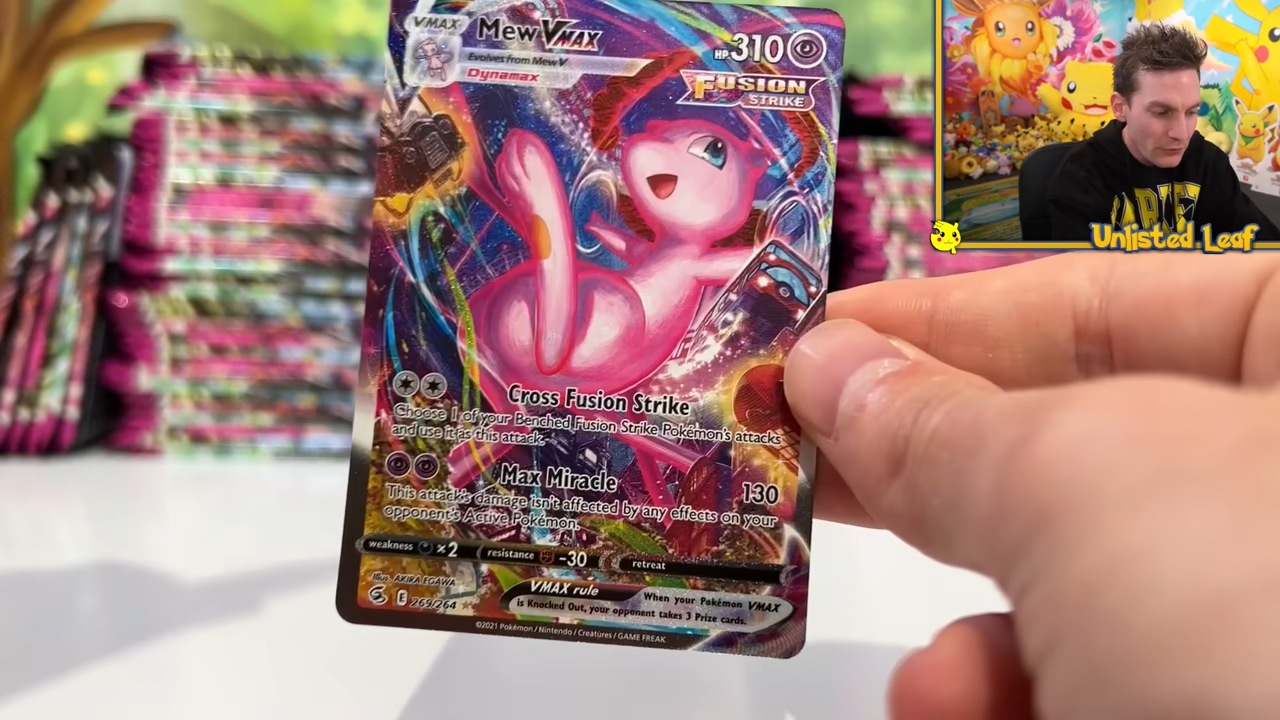 VMAX
Mew VMAX
HP 310
Evolves from Mew V
Dynamax
FUSION
STRIKE
Unlisted Leaf
Cross Fusion Strike
Choose 1 of your Benched Fusion Strike Pokémon's attacks
and use it as this attack.
Max Miracle 130
This attack's damage isn't affected by any effects on your
opponent's Active Pokémon.
weakness ×2 resistance -30 retreat
Illus. AKIRA EGAWA
E 269/264
VMAX rule When your Pokémon VMAX
is Knocked Out, your opponent takes 3 Prize cards.
©2021 Pokémon / Nintendo / Creatures / GAME FREAK